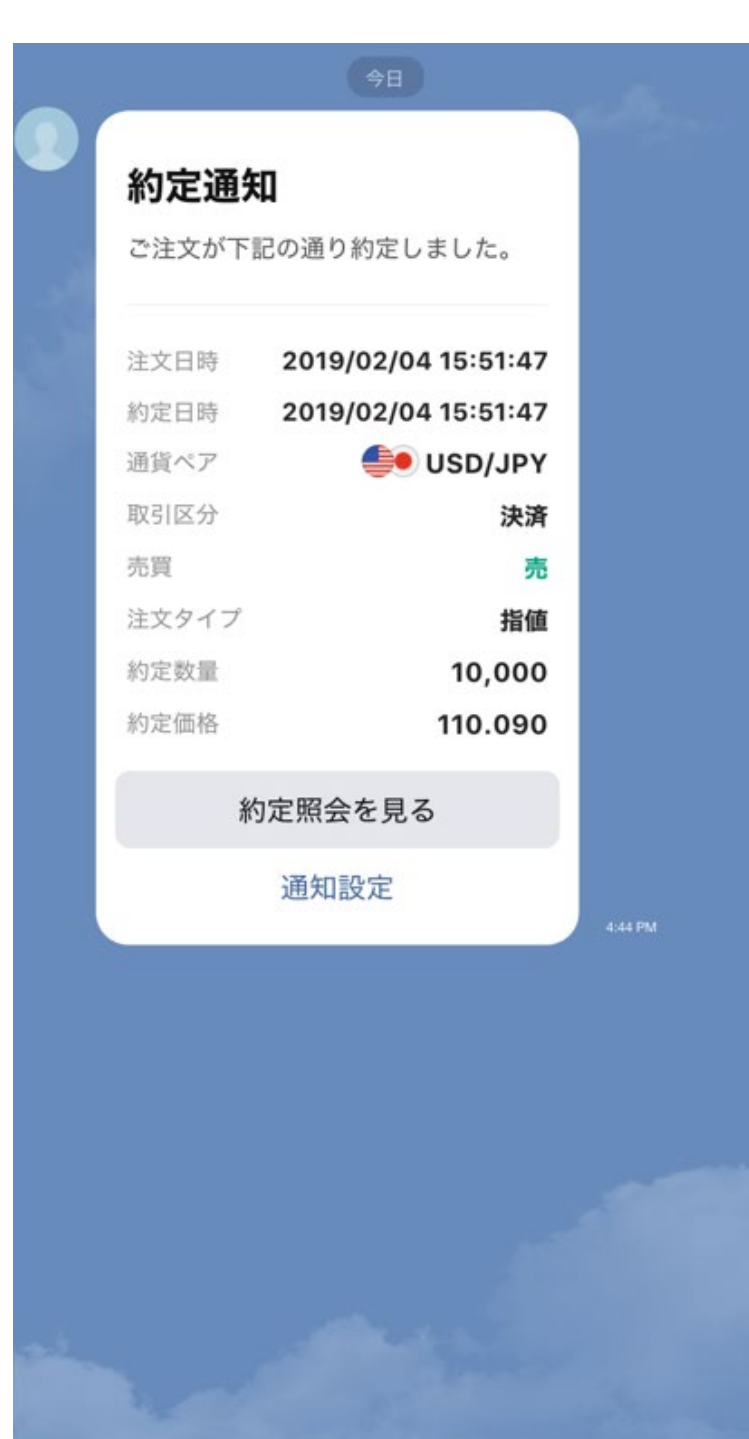 今日
約定通知
ご注文が下記の通り約定しました。
注文日時 2019/02/04 15:51:47
約定日時 2019/02/04 15:51:47
通貨ペア USD/JPY
取引区分 決済
売買 売
注文タイプ 指値
約定数量 10,000
約定価格 110.090
約定照会を見る
通知設定
4:44 PM